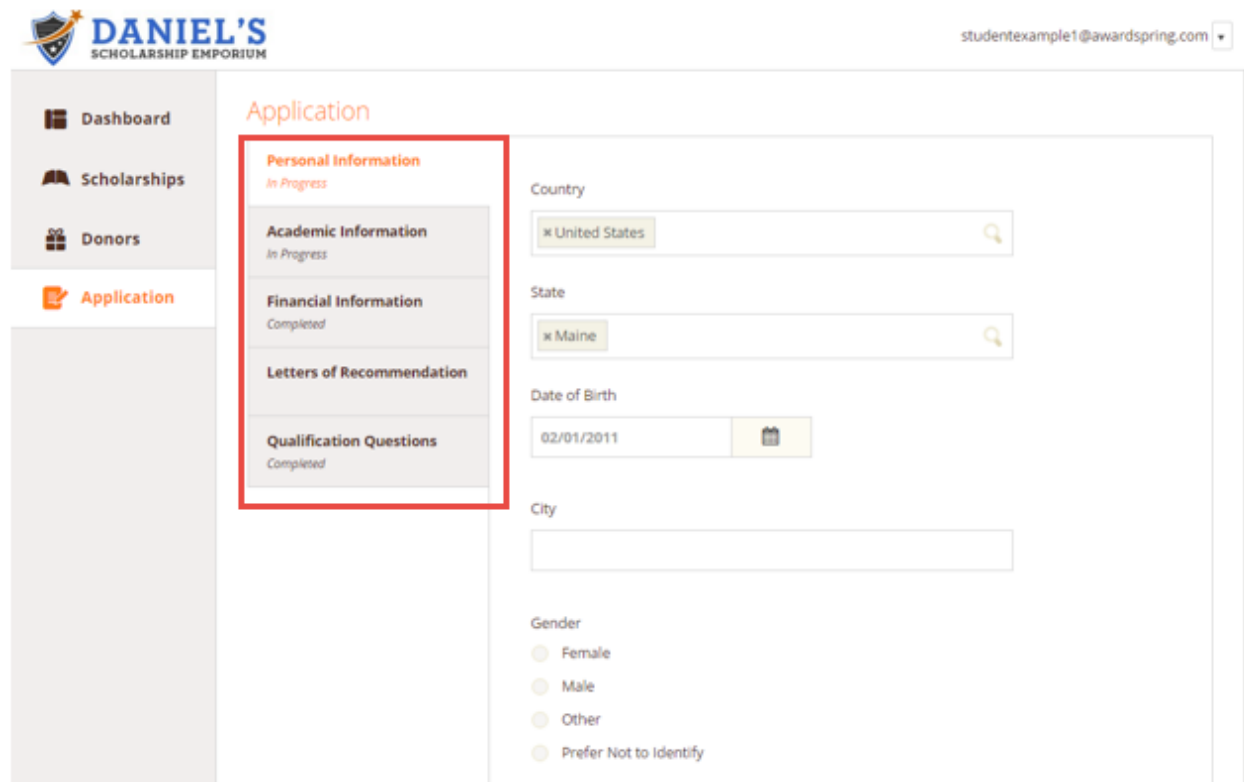 DANIEL'S
SCHOLARSHIP EMPORIUM
studentexample1@awardspring.com
Dashboard
Scholarships
Donors
Application
Application
Personal Information
In Progress
Academic Information
In Progress
Financial Information
Completed
Letters of Recommendation
Qualification Questions
Completed
Country
× United States
State
× Maine
Date of Birth
02/01/2011
City
Gender
Female
Male
Other
Prefer Not to Identify